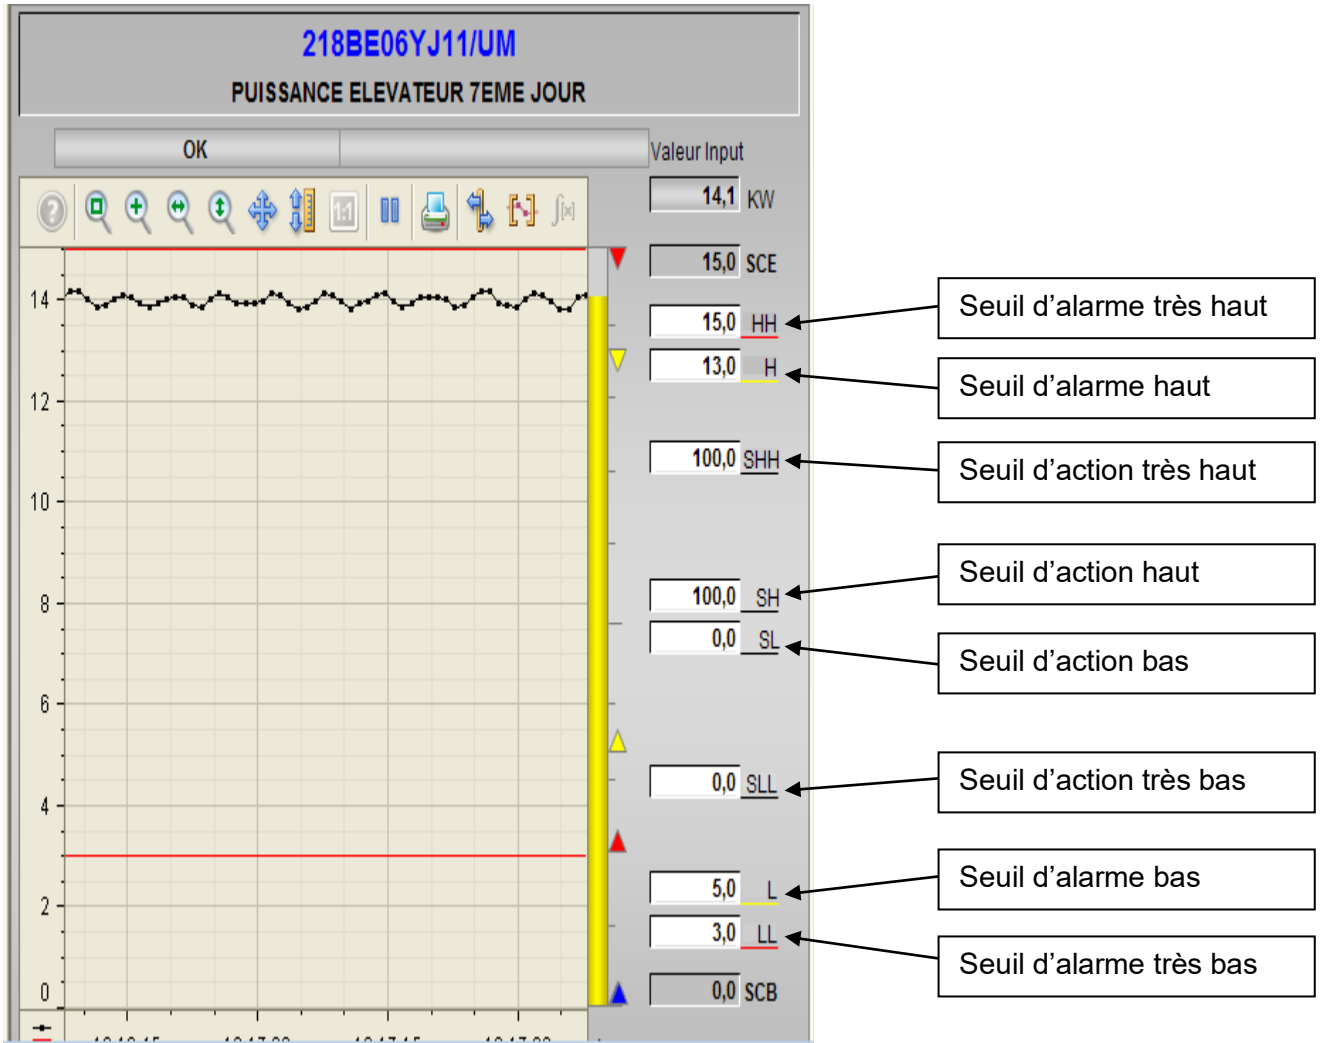 218BE06YJ11/UM
PUISSANCE ELEVATEUR 7EME JOUR
OK
Valeur Input
14,1 KW
15,0 SCE
15,0 HH
13,0 H
100,0 SHH
100,0 SH
0,0 SL
0,0 SLL
5,0 L
3,0 LL
0,0 SCB
1:1
14
12
10
8
6
4
2
0
Seuil d’alarme très haut
Seuil d’alarme haut
Seuil d’action très haut
Seuil d’action haut
Seuil d’action bas
Seuil d’action très bas
Seuil d’alarme bas
Seuil d’alarme très bas